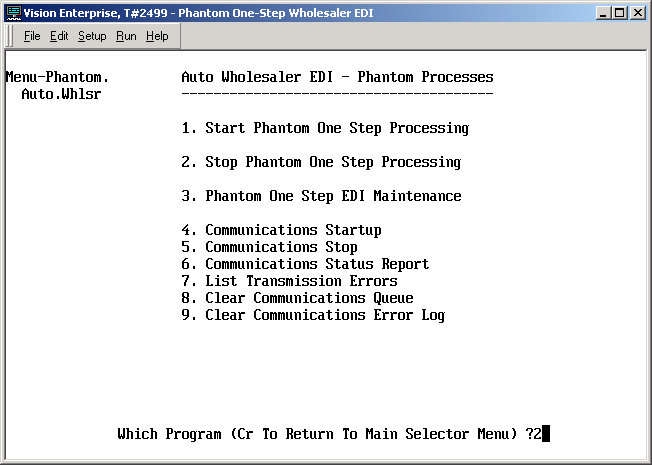 Vision Enterprise, T#2499 - Phantom One-Step Wholesaler EDI
File Edit Setup Run Help
Menu-Phantom. Auto Wholesaler EDI - Phantom Processes
Auto.Whlsr ---------------------------------------
1. Start Phantom One Step Processing
2. Stop Phantom One Step Processing
3. Phantom One Step EDI Maintenance
4. Communications Startup
5. Communications Stop
6. Communications Status Report
7. List Transmission Errors
8. Clear Communications Queue
9. Clear Communications Error Log
Which Program (Cr To Return To Main Selector Menu) ?2